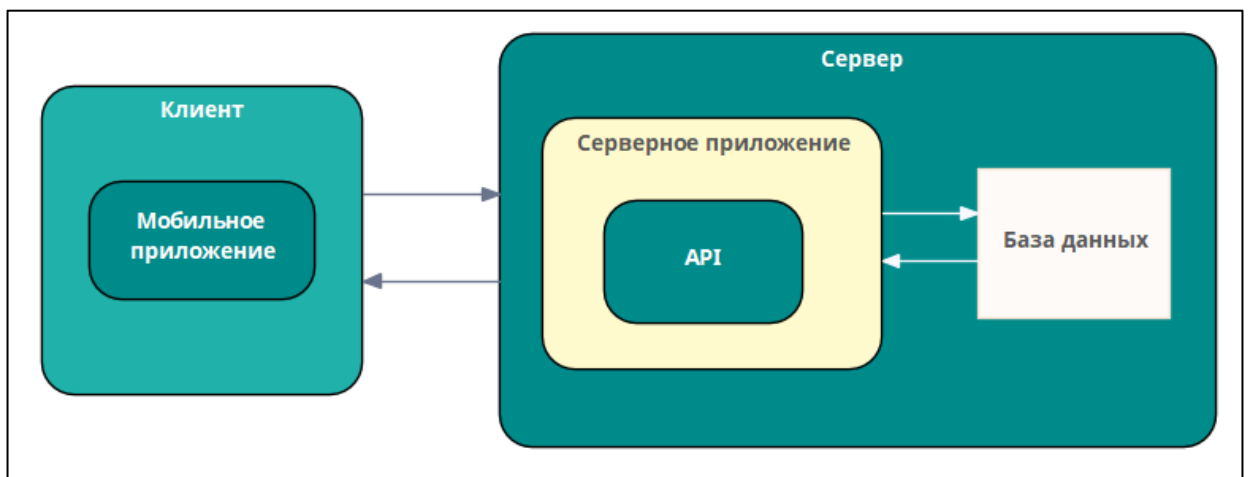 Клиент
Мобильное
приложение
Сервер
Серверное приложение
API
База данных